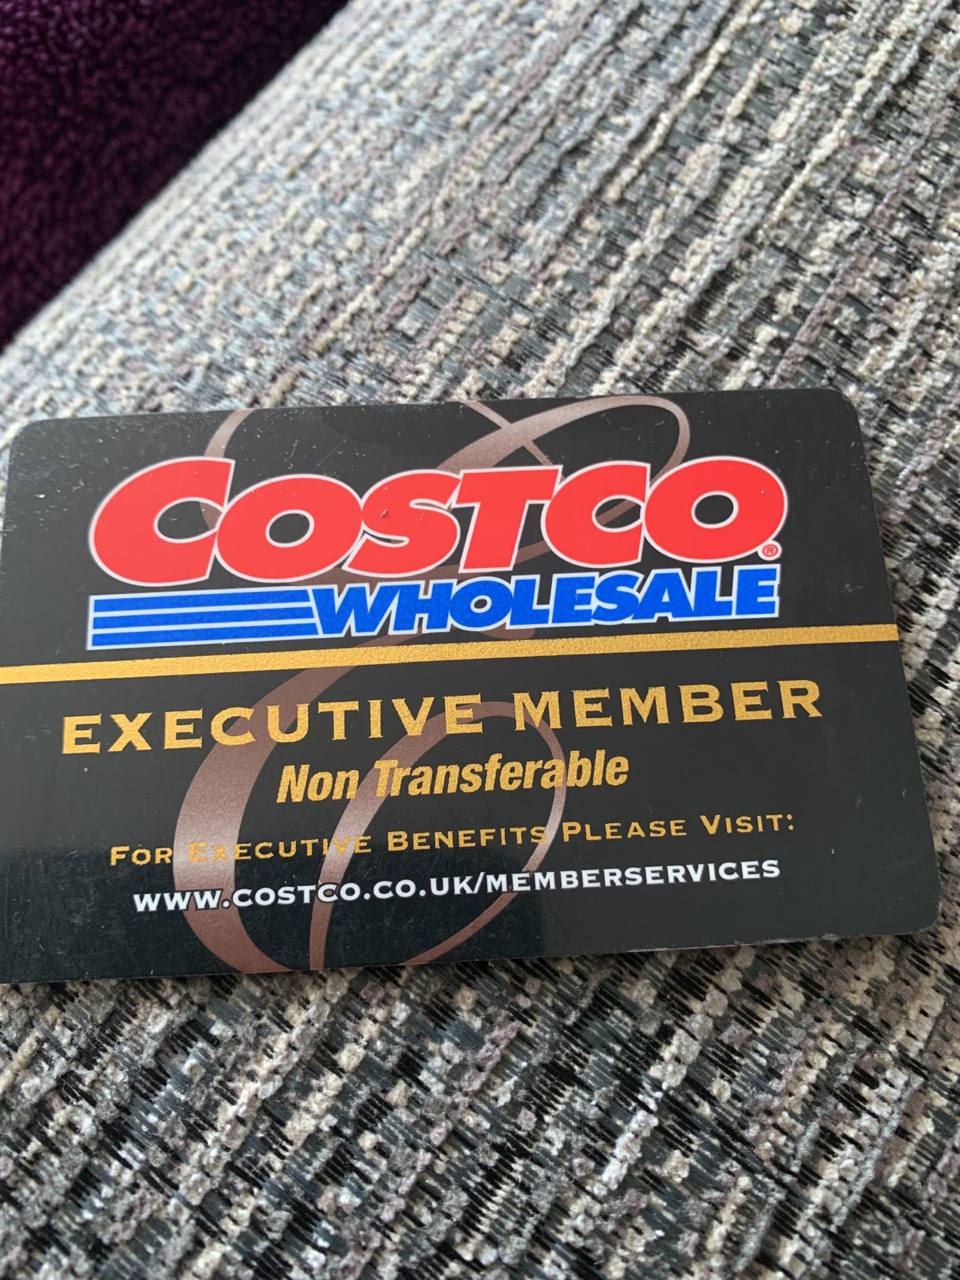 COSTCO®
WHOLESALE
EXECUTIVE MEMBER
Non Transferable
FOR EXECUTIVE BENEFITS PLEASE VISIT:
WWW.COSTCO.CO.UK/MEMBERSERVICES